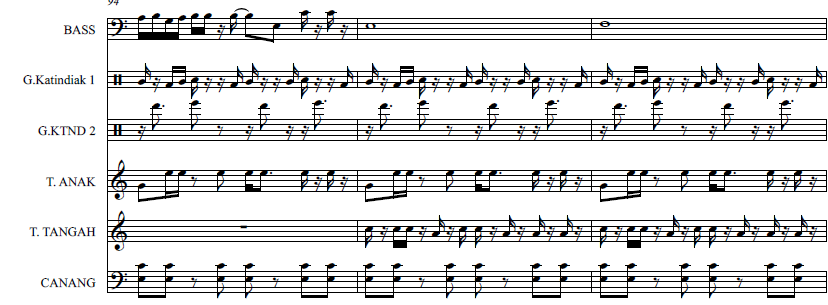 94
BASS
G.Katindiak 1
G.KTND 2
T. ANAK
T. TANGAH
CANANG